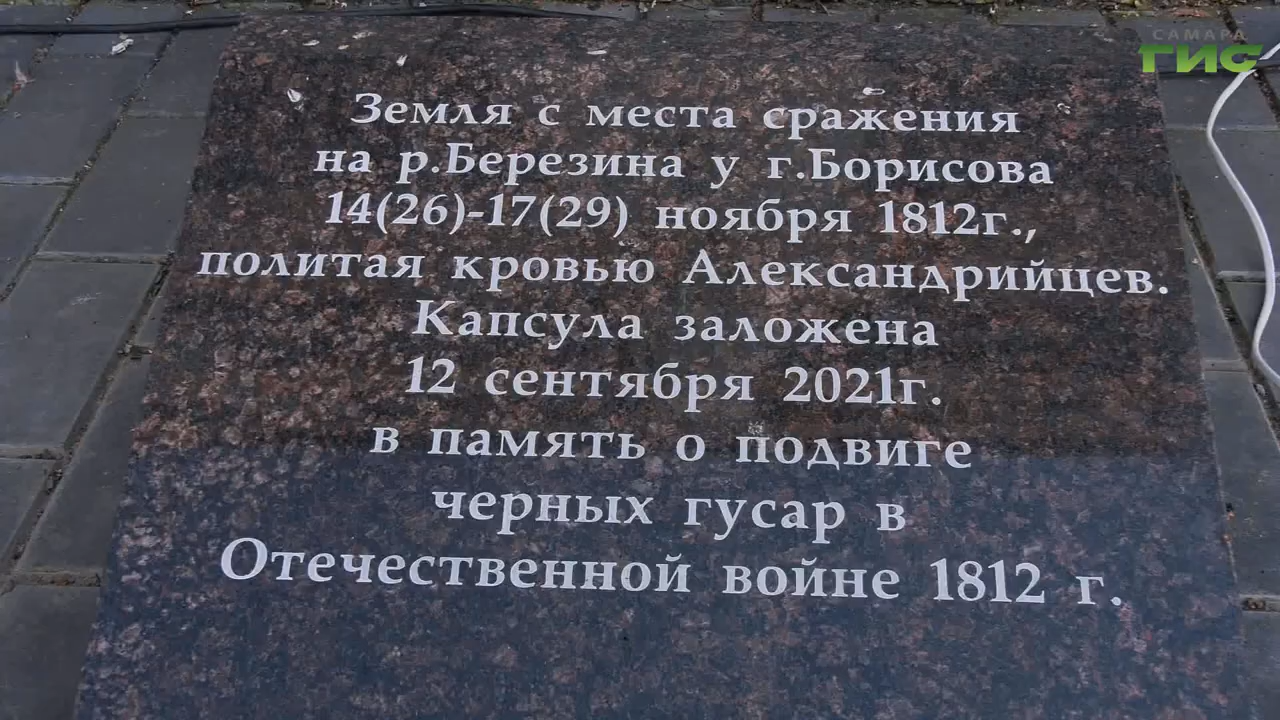 САМАРА
ГИС
Земля с места сражения
на р.Березина у г.Борисова
14(26)-17(29) ноября 1812г.,
политая кровью Александрийцев.
Капсула заложена
12 сентября 2021г.
в память о подвиге
черных гусар в
Отечественной войне 1812 г.